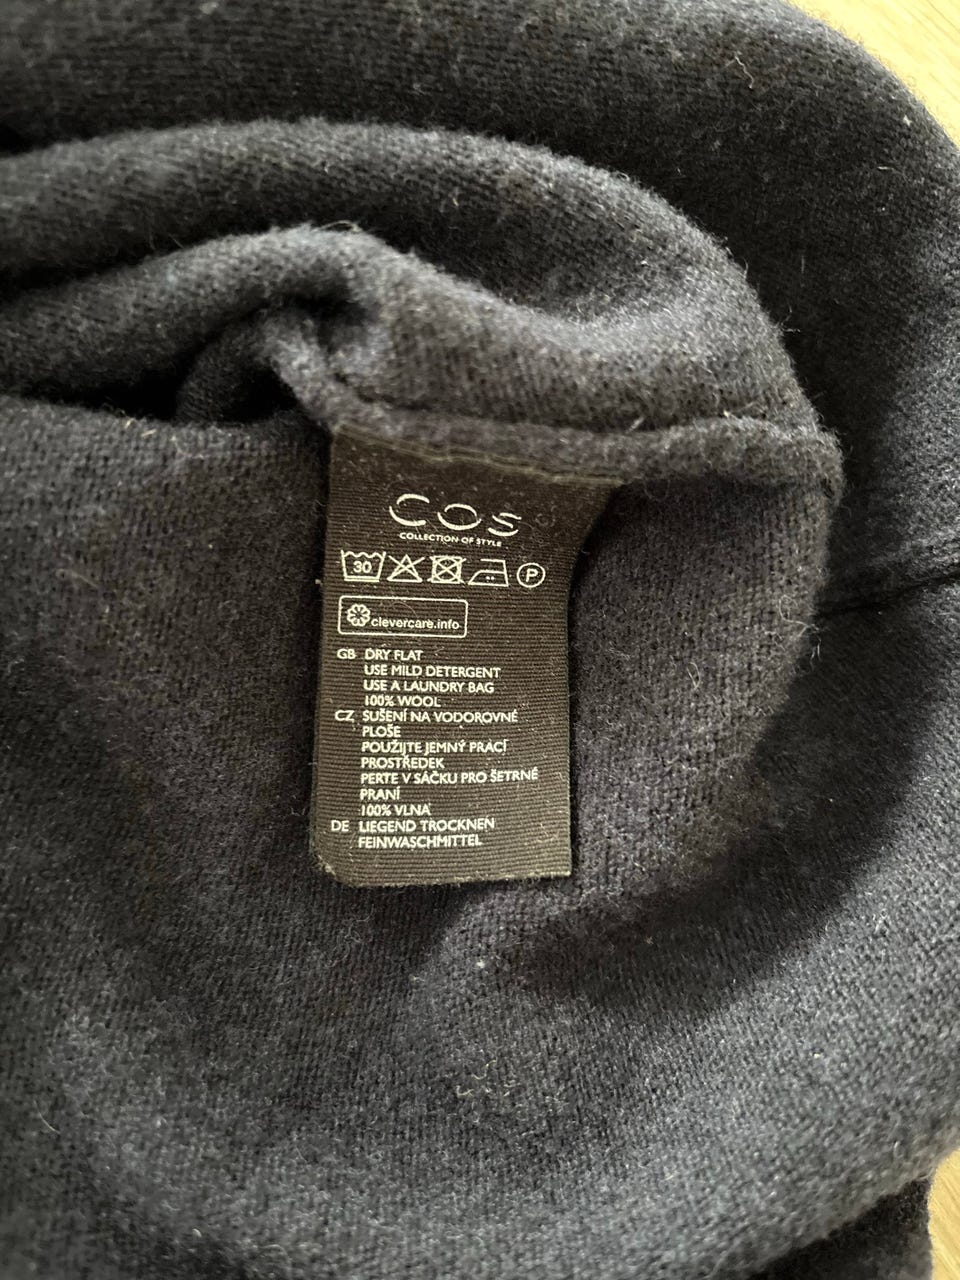 COS
COLLECTION OF STYLE
30 P
clevercare.info
GB DRY FLAT
USE MILD DETERGENT
USE A LAUNDRY BAG
100% WOOL
CZ SUŠENÍ NA VODOROVNÉ
PLOŠE
POUŽIJTE JEMNÝ PRACÍ
PROSTŘEDEK
PERTE V SÁČKU PRO ŠETRNÉ
PRANÍ
100% VLNA
DE LIEGEND TROCKNEN
FEINWASCHMITTEL